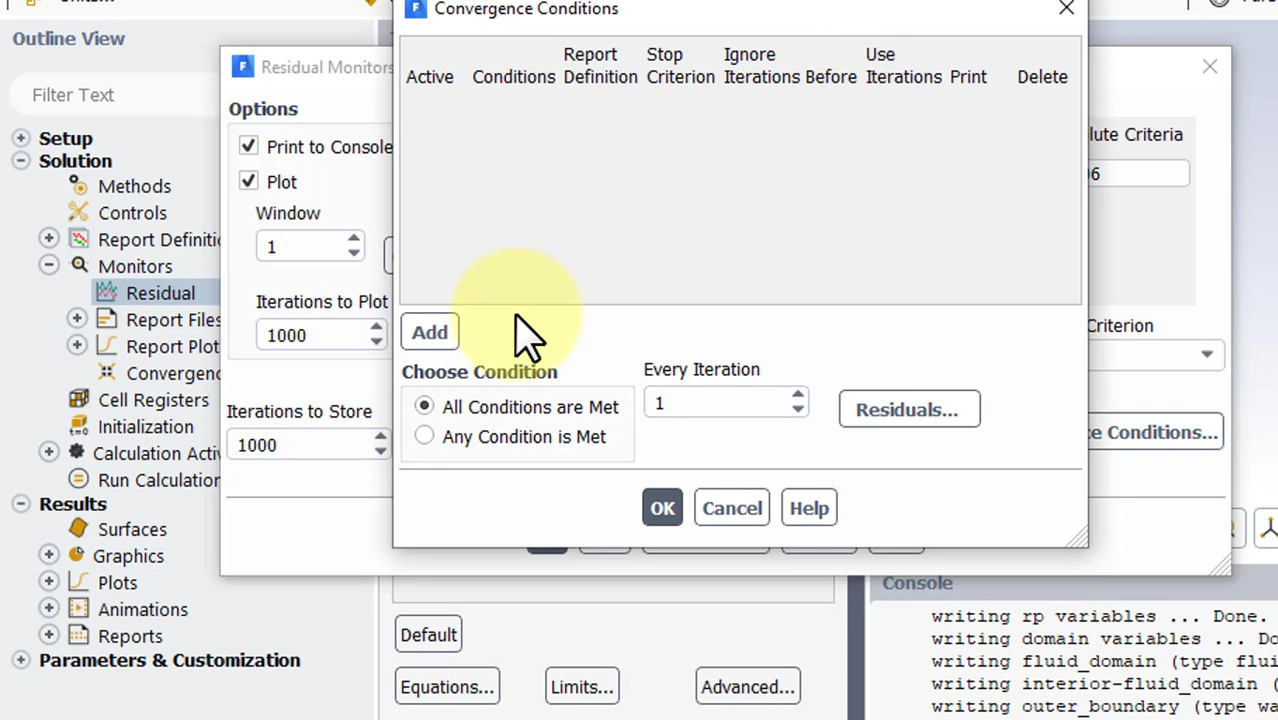 Convergence Conditions
Outline View
Filter Text
Setup
Solution
Methods
Controls
Report Definiti
Monitors
Residual
Report Files
Report Plot
Convergenc
Cell Registers
Initialization
Calculation Activ
Run Calculation
Results
Surfaces
Graphics
Plots
Animations
Reports
Parameters & Customization
Residual Monitors
Options
Print to Console
Plot
Window
1
Iterations to Plot
1000
Iterations to Store
1000
Active Conditions Report Definition Stop Criterion Ignore Iterations Before Use Iterations Print Delete
Add
Choose Condition
All Conditions are Met
Any Condition is Met
Every Iteration
1
Residuals...
OK Cancel Help
lute Criteria
06
Criterion
e Conditions...
Default
Equations... Limits... Advanced...
Console
writing rp variables ... Done.
writing domain variables ... Do
writing fluid_domain (type flui
writing interior-fluid_domain (
writing outer_boundary (type wa